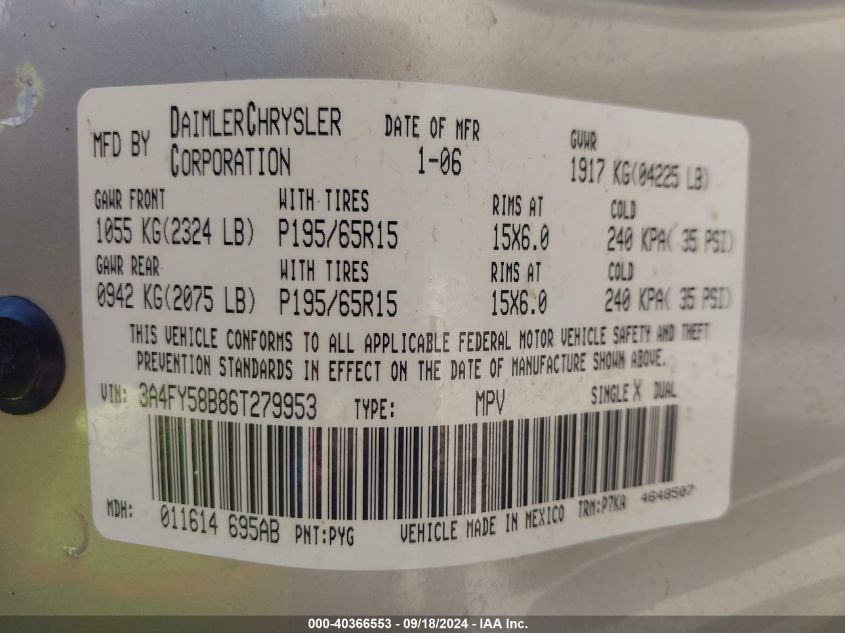 MFD BY DAIMLERCHRYSLER CORPORATION DATE OF MFR 1-06 GVWR 1917 KG(04225 LB)
GAWR FRONT WITH TIRES RIMS AT COLD
1055 KG(2324 LB) P195/65R15 15X6.0 240 KPA( 35 PSI)
GAWR REAR WITH TIRES RIMS AT COLD
0942 KG(2075 LB) P195/65R15 15X6.0 240 KPA( 35 PSI)
THIS VEHICLE CONFORMS TO ALL APPLICABLE FEDERAL MOTOR VEHICLE SAFETY AND THEFT
PREVENTION STANDARDS IN EFFECT ON THE DATE OF MANUFACTURE SHOWN ABOVE.
VIN: 3A4FY58B86T279953 TYPE: MPV SINGLE X DUAL
MDH: 011614 695AB PNT:PYG VEHICLE MADE IN MEXICO TRM:P7KA 4648507
000-40366553 - 09/18/2024 - IAA Inc.